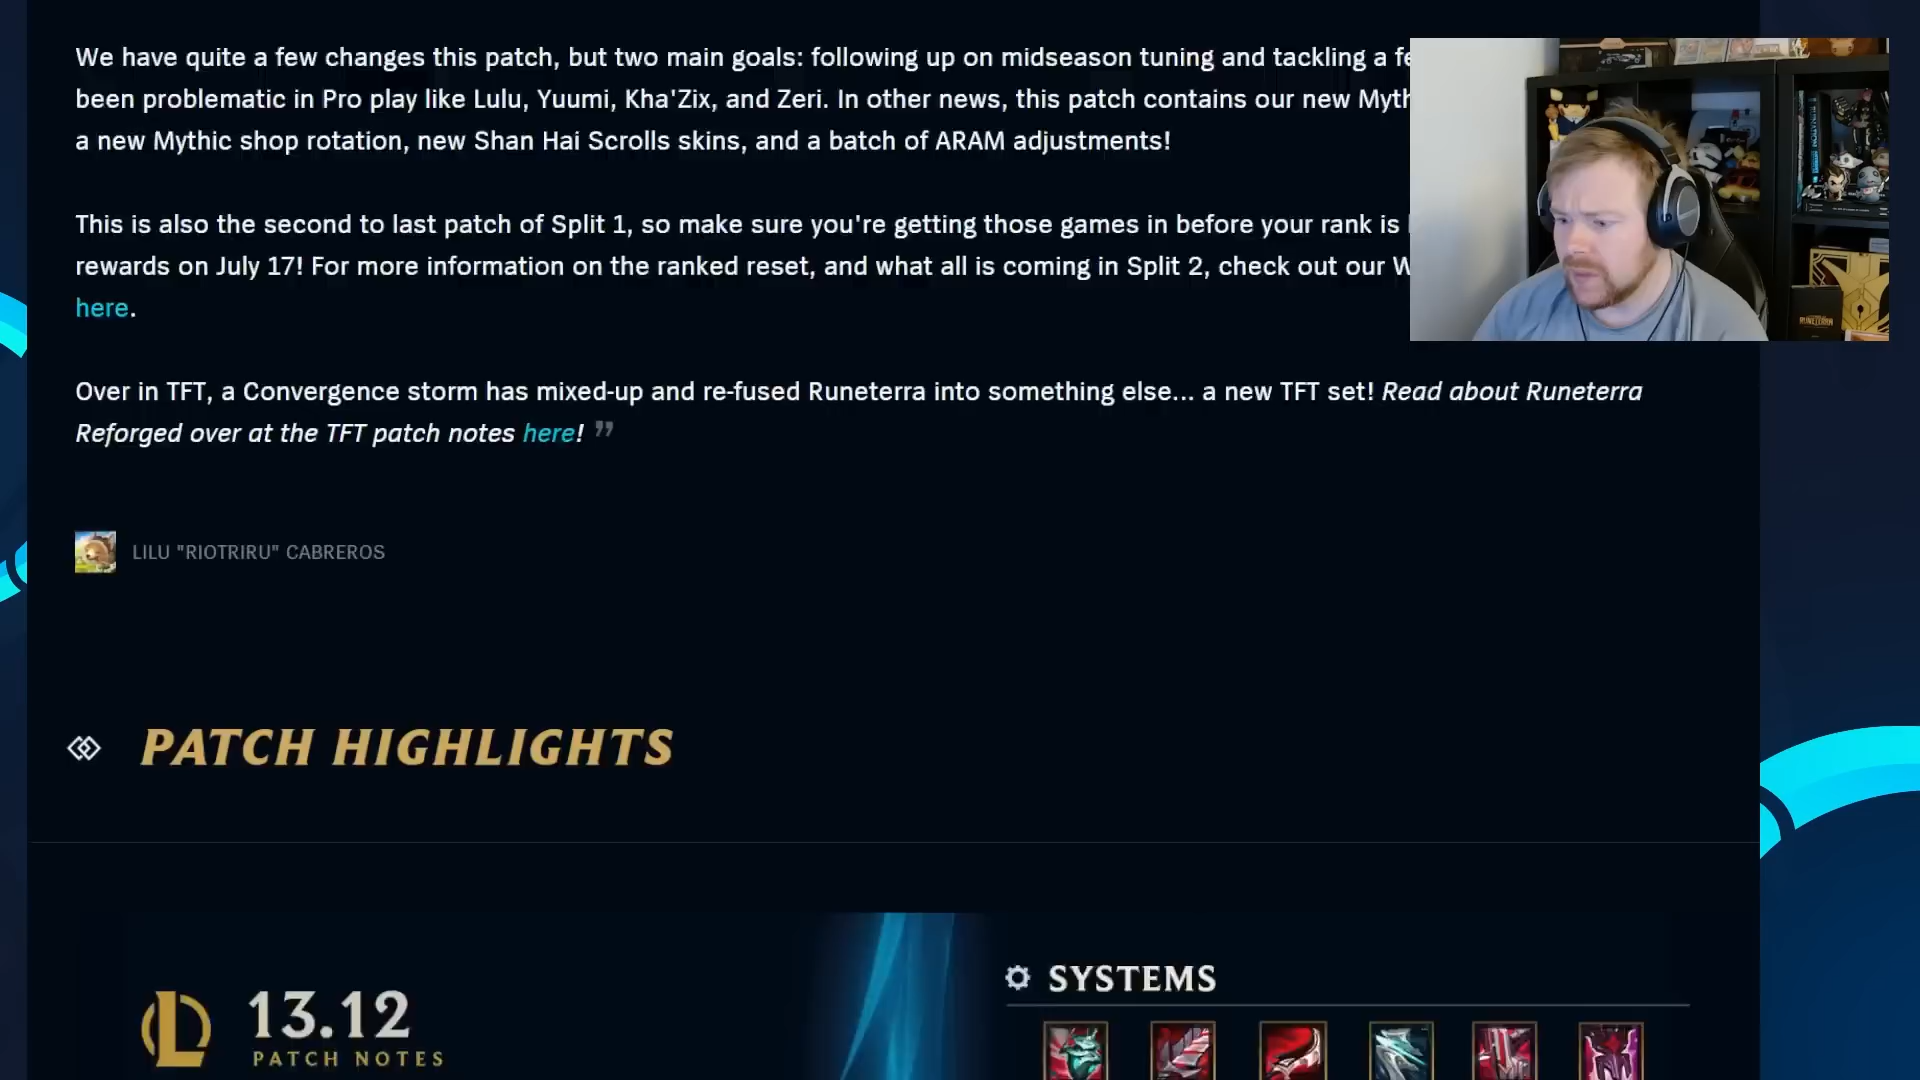 We have quite a few changes this patch, but two main goals: following up on midseason tuning and tackling a
been problematic in Pro play like Lulu, Yuumi, Kha'Zix, and Zeri. In other news, this patch contains our new
a new Mythic shop rotation, new Shan Hai Scrolls skins, and a batch of ARAM adjustments!
This is also the second to last patch of Split 1, so make sure you're getting those games in before your rank is
rewards on July 17! For more information on the ranked reset, and what all is coming in Split 2, check out our
here.
Over in TFT, a Convergence storm has mixed-up and re-fused Runeterra into something else... a new TFT set! Read about Runeterra
Reforged over at the TFT patch notes here! ”
LILU "RIOTRIRU" CABREROS
PATCH HIGHLIGHTS
13.12
PATCH NOTES
SYSTEMS
RUNETERRA